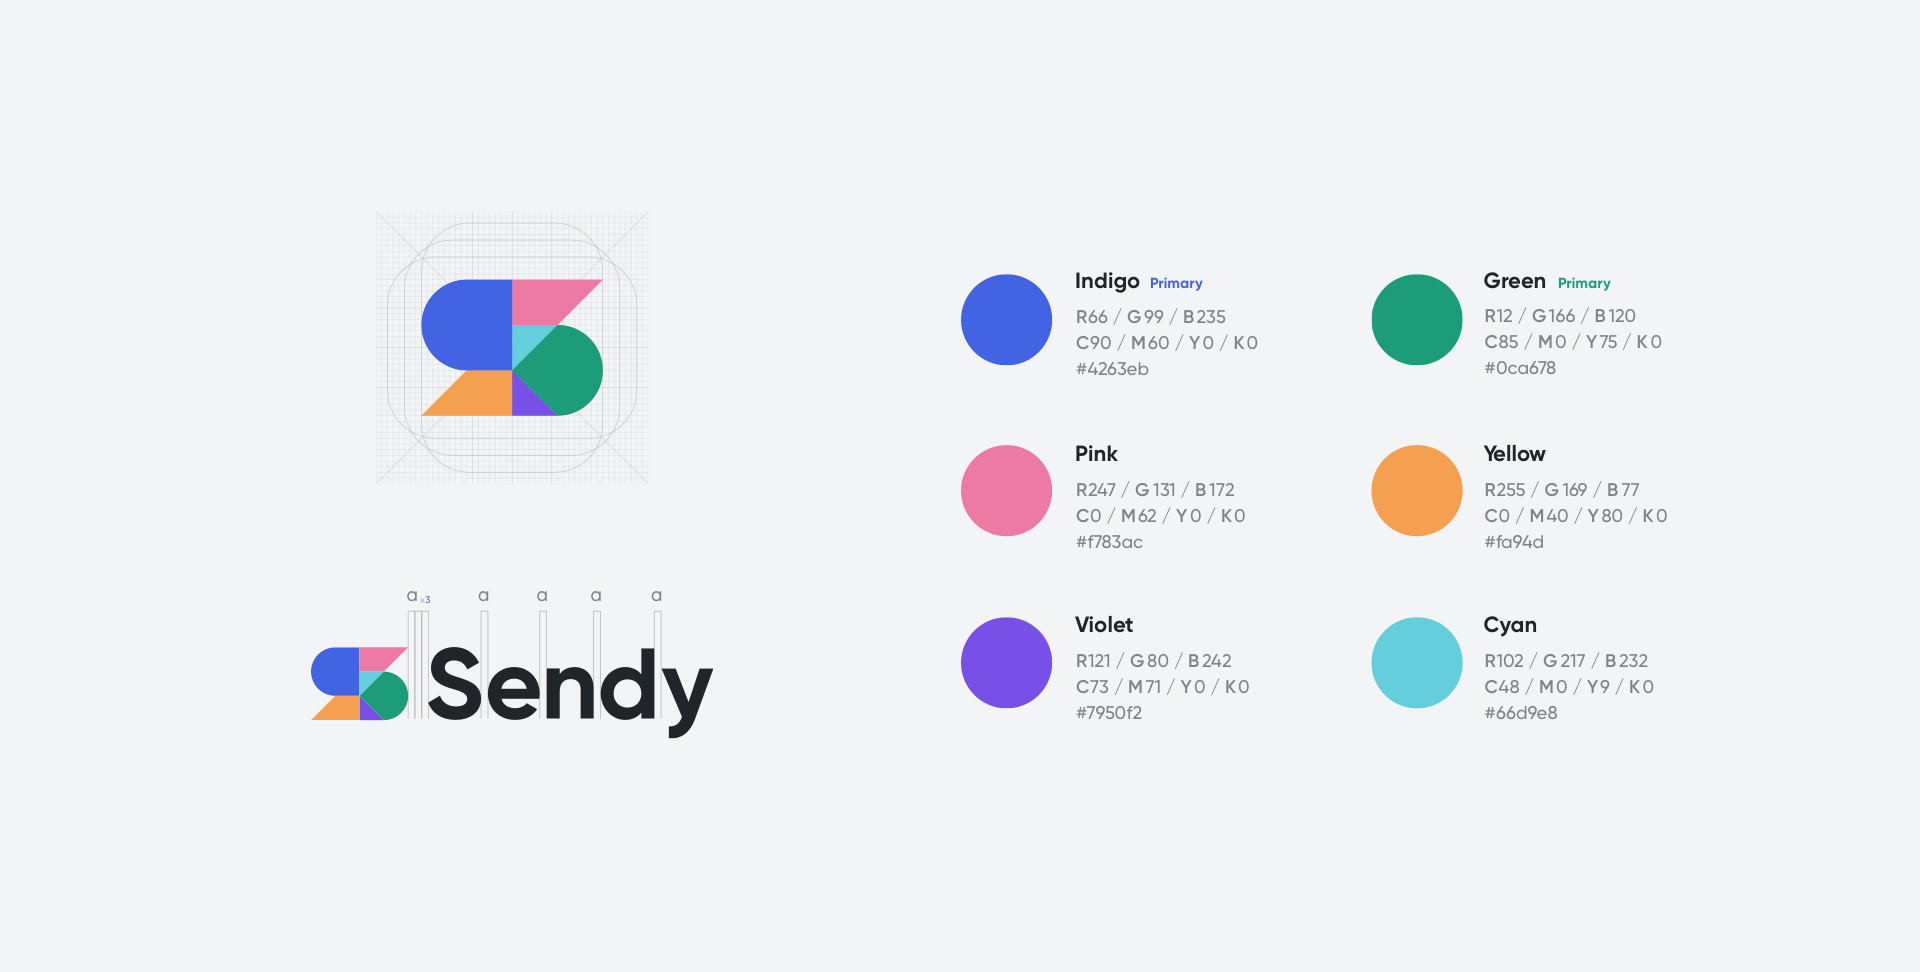 a x3 a a a a
Sendy
Indigo Primary
R66 / G99 / B235
C90 / M60 / Y0 / K0
#4263eb
Green Primary
R12 / G166 / B120
C85 / M0 / Y75 / K0
#0ca678
Pink
R247 / G131 / B172
C0 / M62 / Y0 / K0
#f783ac
Yellow
R255 / G169 / B77
C0 / M40 / Y80 / K0
#fa94d
Violet
R121 / G80 / B242
C73 / M71 / Y0 / K0
#7950f2
Cyan
R102 / G217 / B232
C48 / M0 / Y9 / K0
#66d9e8